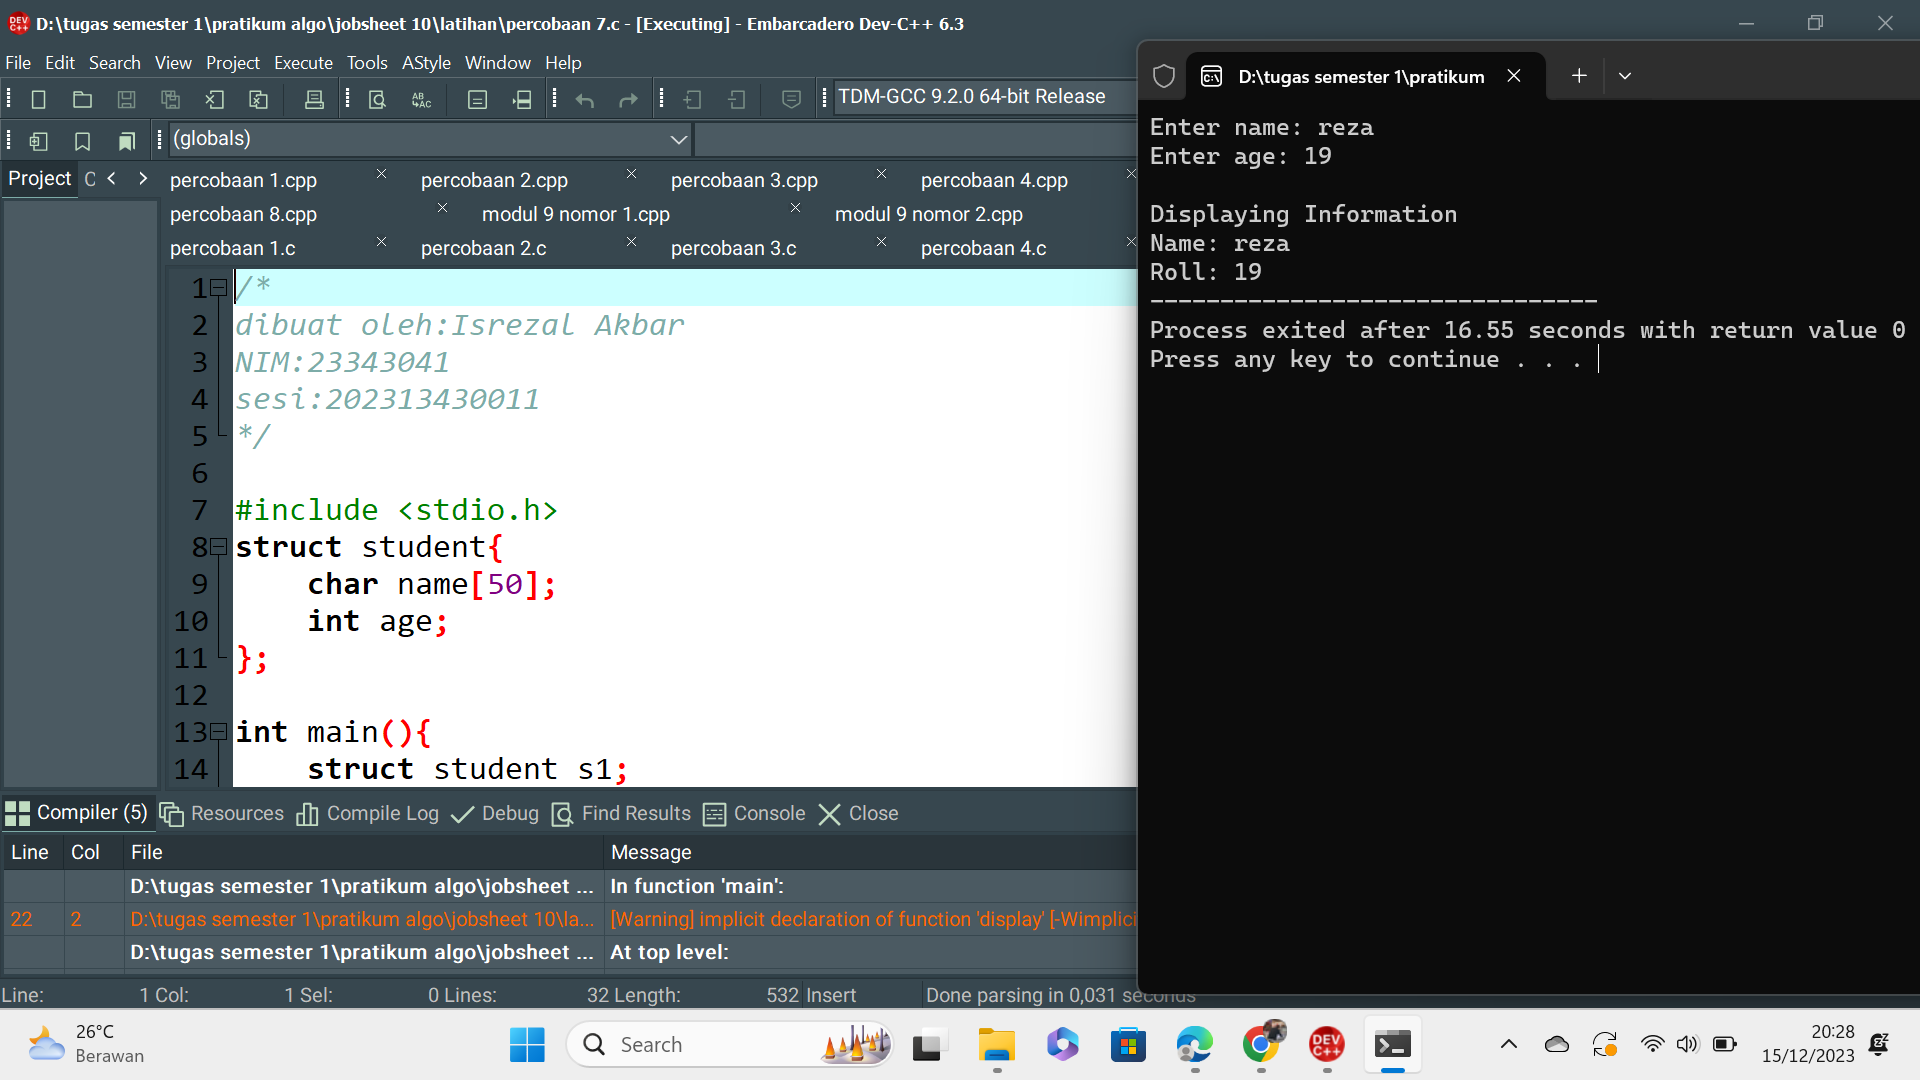 D:\tugas semester 1\pratikum algo\jobsheet 10\latihan\percobaan 7.c - [Executing] - Embarcadero Dev-C++ 6.3
File Edit Search View Project Execute Tools AStyle Window Help
TDM-GCC 9.2.0 64-bit Release
(globals)
Project
percobaan 1.cpp percobaan 2.cpp percobaan 3.cpp percobaan 4.cpp
percobaan 8.cpp modul 9 nomor 1.cpp modul 9 nomor 2.cpp
percobaan 1.c percobaan 2.c percobaan 3.c percobaan 4.c
1 /*
2 dibuat oleh:Isrezal Akbar
3 NIM:23343041
4 sesi:202313430011
5 */
6
7 #include <stdio.h>
8 struct student{
9 char name[50];
10 int age;
11 };
12
13 int main(){
14 struct student s1;
D:\tugas semester 1\pratikum
Enter name: reza
Enter age: 19
Displaying Information
Name: reza
Roll: 19
--------------------------------
Process exited after 16.55 seconds with return value 0
Press any key to continue . . .
Compiler (5) Resources Compile Log Debug Find Results Console Close
Line Col File Message
D:\tugas semester 1\pratikum algo\jobsheet ... In function 'main':
22 2 D:\tugas semester 1\pratikum algo\jobsheet 10\la... [Warning] implicit declaration of function 'display' [-Wimplici
D:\tugas semester 1\pratikum algo\jobsheet ... At top level:
Line: 1 Col: 1 Sel: 0 Lines: 32 Length: 532 Insert Done parsing in 0,031 seconds
26°C
Berawan
Search
20:28
15/12/2023